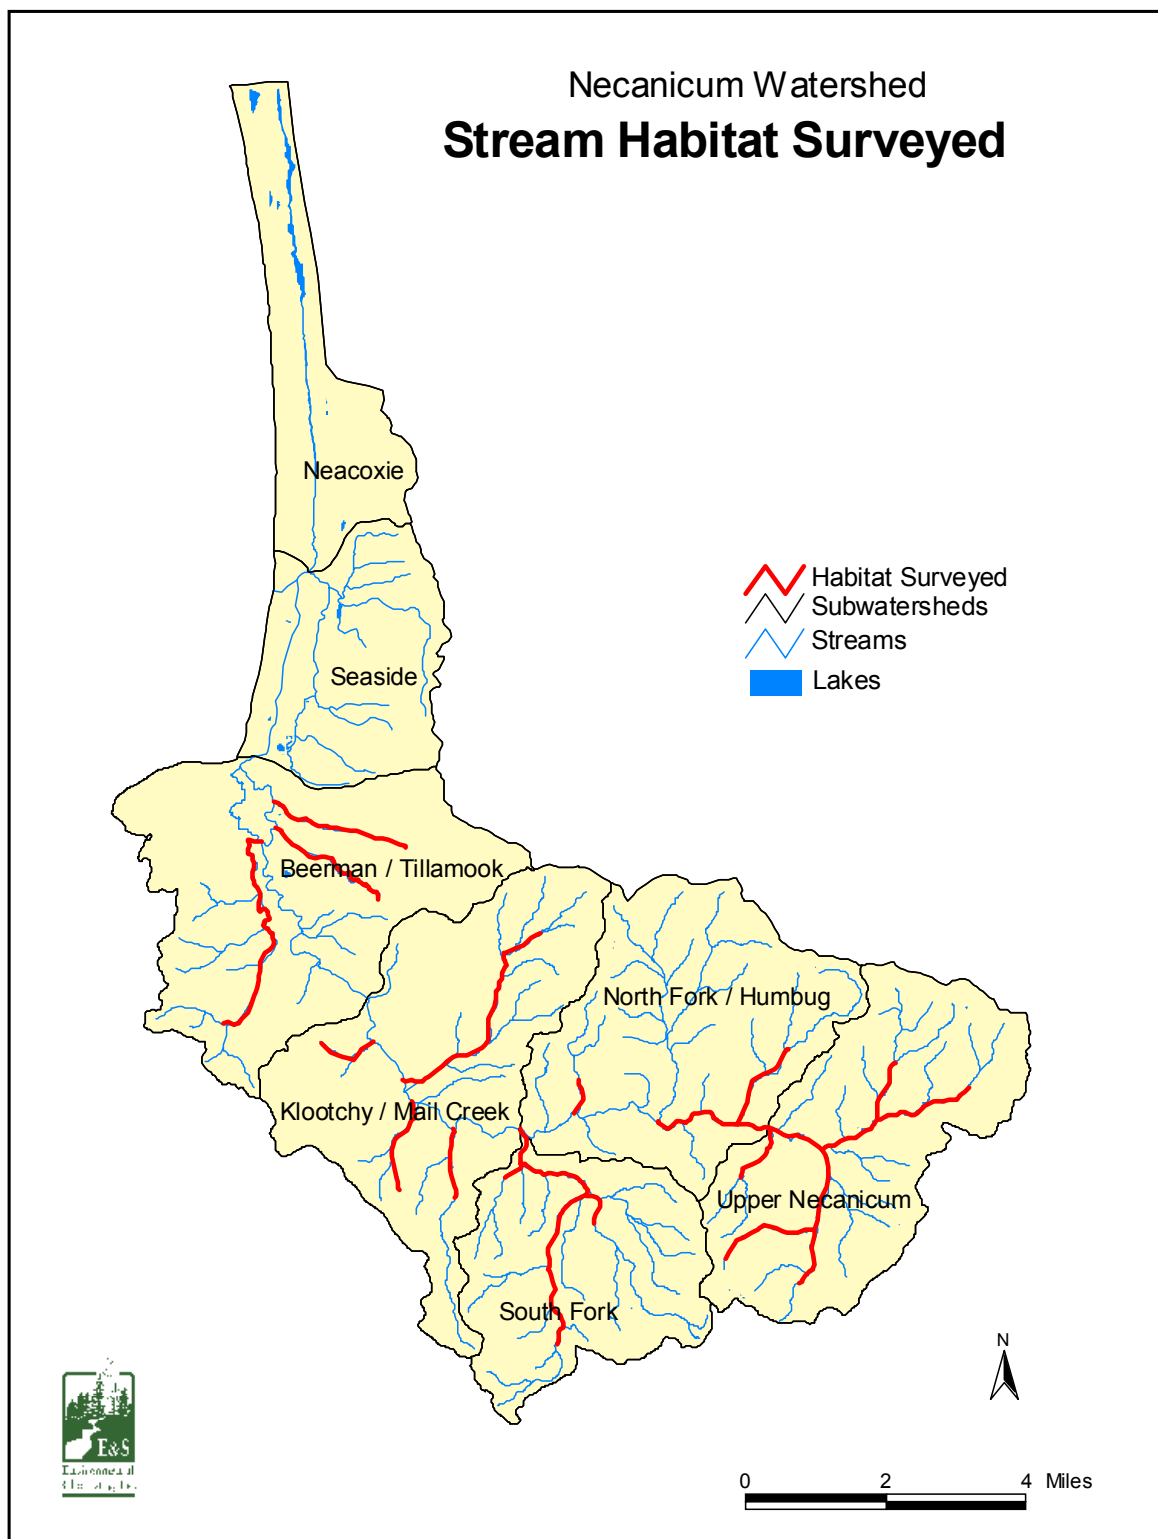 Necanicum Watershed
Stream Habitat Surveyed
Neacoxie
Seaside
Habitat Surveyed
Subwatersheds
Streams
Lakes
Beerman / Tillamook
North Fork / Humbug
Klootchy / Mail Creek
Upper Necanicum
South Fork
N
E&S
0 2 4 Miles